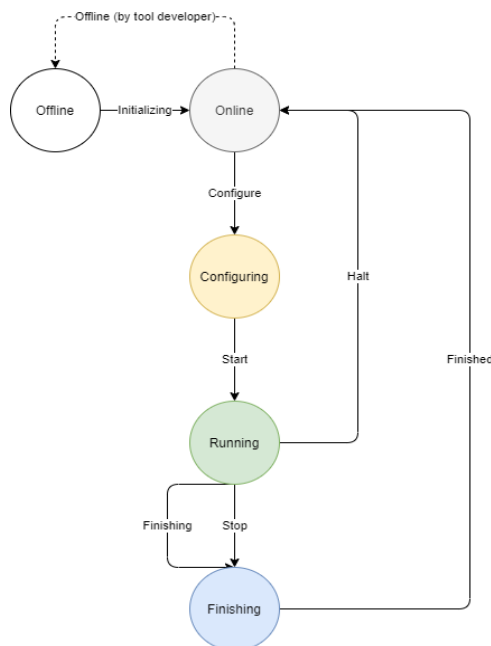 Offline (by tool developer)
Offline
Initializing
Online
Configure
Configuring
Halt
Start
Finished
Running
Finishing
Stop
Finishing